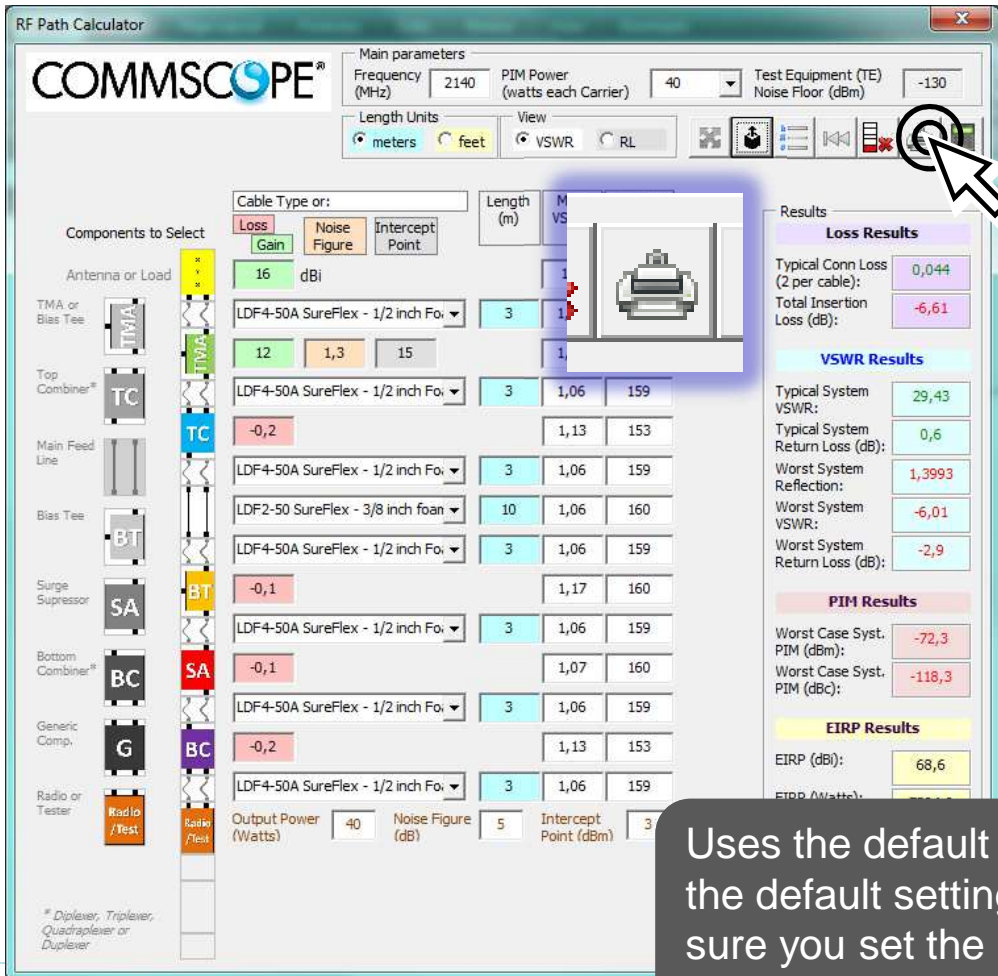 RF Path Calculator
COMMSCOPE®
Main parameters
Frequency (MHz) 2140 PIM Power (watts each Carrier) 40 Test Equipment (TE) Noise Floor (dBm) -130
Length Units
meters feet
View
VSWR RL
Components to Select
Cable Type or:
Loss Gain Noise Figure Intercept Point
Length (m)
Antenna or Load 16 dBi
TMA or Bias Tee TMA
LDF4-50A SureFlex - 1/2 inch Fo 3
TMA 12 1,3 15
Top Combiner* TC
LDF4-50A SureFlex - 1/2 inch Fo 3 1,06 159
TC -0,2 1,13 153
Main Feed Line
LDF4-50A SureFlex - 1/2 inch Fo 3 1,06 159
LDF2-50 SureFlex - 3/8 inch foam 10 1,06 160
Bias Tee BT
LDF4-50A SureFlex - 1/2 inch Fo 3 1,06 159
BT -0,1 1,17 160
Surge Supressor SA
LDF4-50A SureFlex - 1/2 inch Fo 3 1,06 159
SA -0,1 1,07 160
Bottom Combiner* BC
LDF4-50A SureFlex - 1/2 inch Fo 3 1,06 159
Generic Comp. G
BC -0,2 1,13 153
LDF4-50A SureFlex - 1/2 inch Fo 3 1,06 159
Radio or Tester Radio /Test
Radio /Test
Output Power (Watts) 40 Noise Figure (dB) 5 Intercept Point (dBm) 3
* Diplexer, Triplexer,
Quadraplexer or
Duplexer
Results
Loss Results
Typical Conn Loss (2 per cable): 0,044
Total Insertion Loss (dB): -6,61
VSWR Results
Typical System VSWR: 29,43
Typical System Return Loss (dB): 0,6
Worst System Reflection: 1,3993
Worst System VSWR: -6,01
Worst System Return Loss (dB): -2,9
PIM Results
Worst Case Syst. PIM (dBm): -72,3
Worst Case Syst. PIM (dBc): -118,3
EIRP Results
EIRP (dBi): 68,6
EIRP (Watts):
Uses the default
the default setting
sure you set the